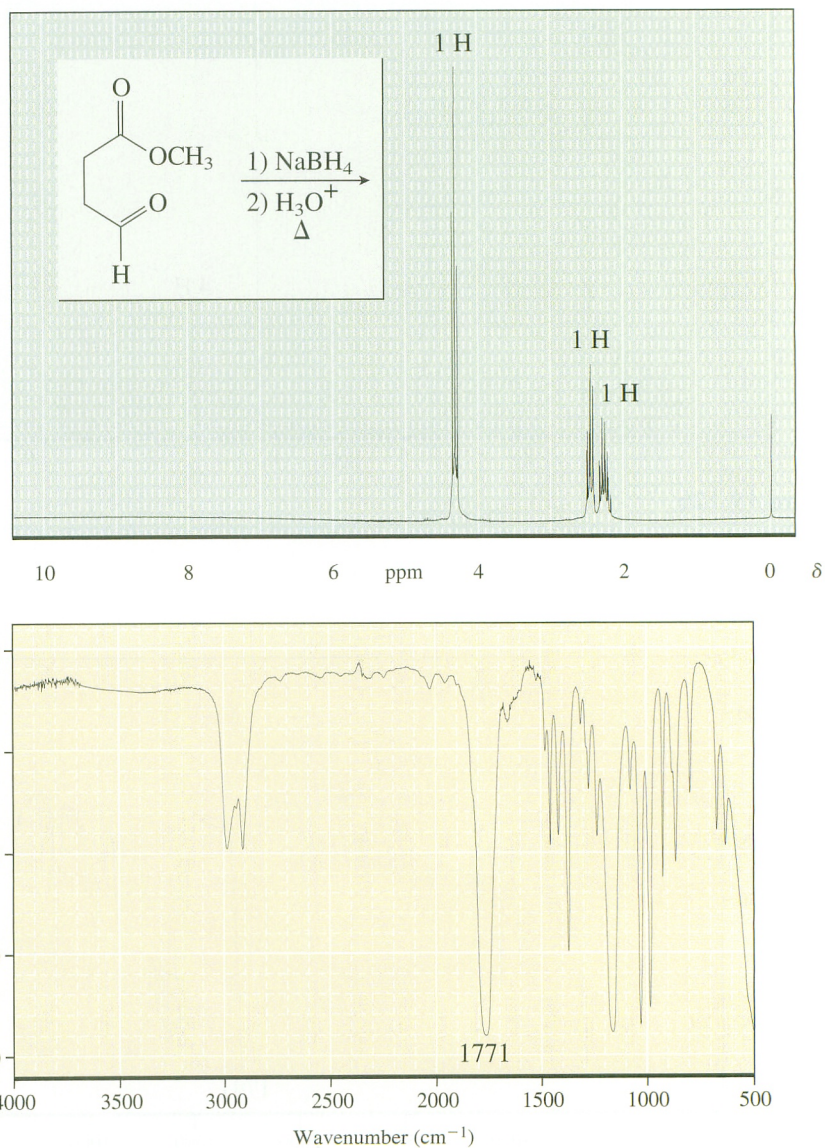 1 H
O
OCH₃
O
H
1) NaBH₄
2) H₃O⁺
Δ
1 H
1 H
10 8 6 ppm 4 2 0 δ
1771
4000 3500 3000 2500 2000 1500 1000 500
Wavenumber (cm⁻¹)